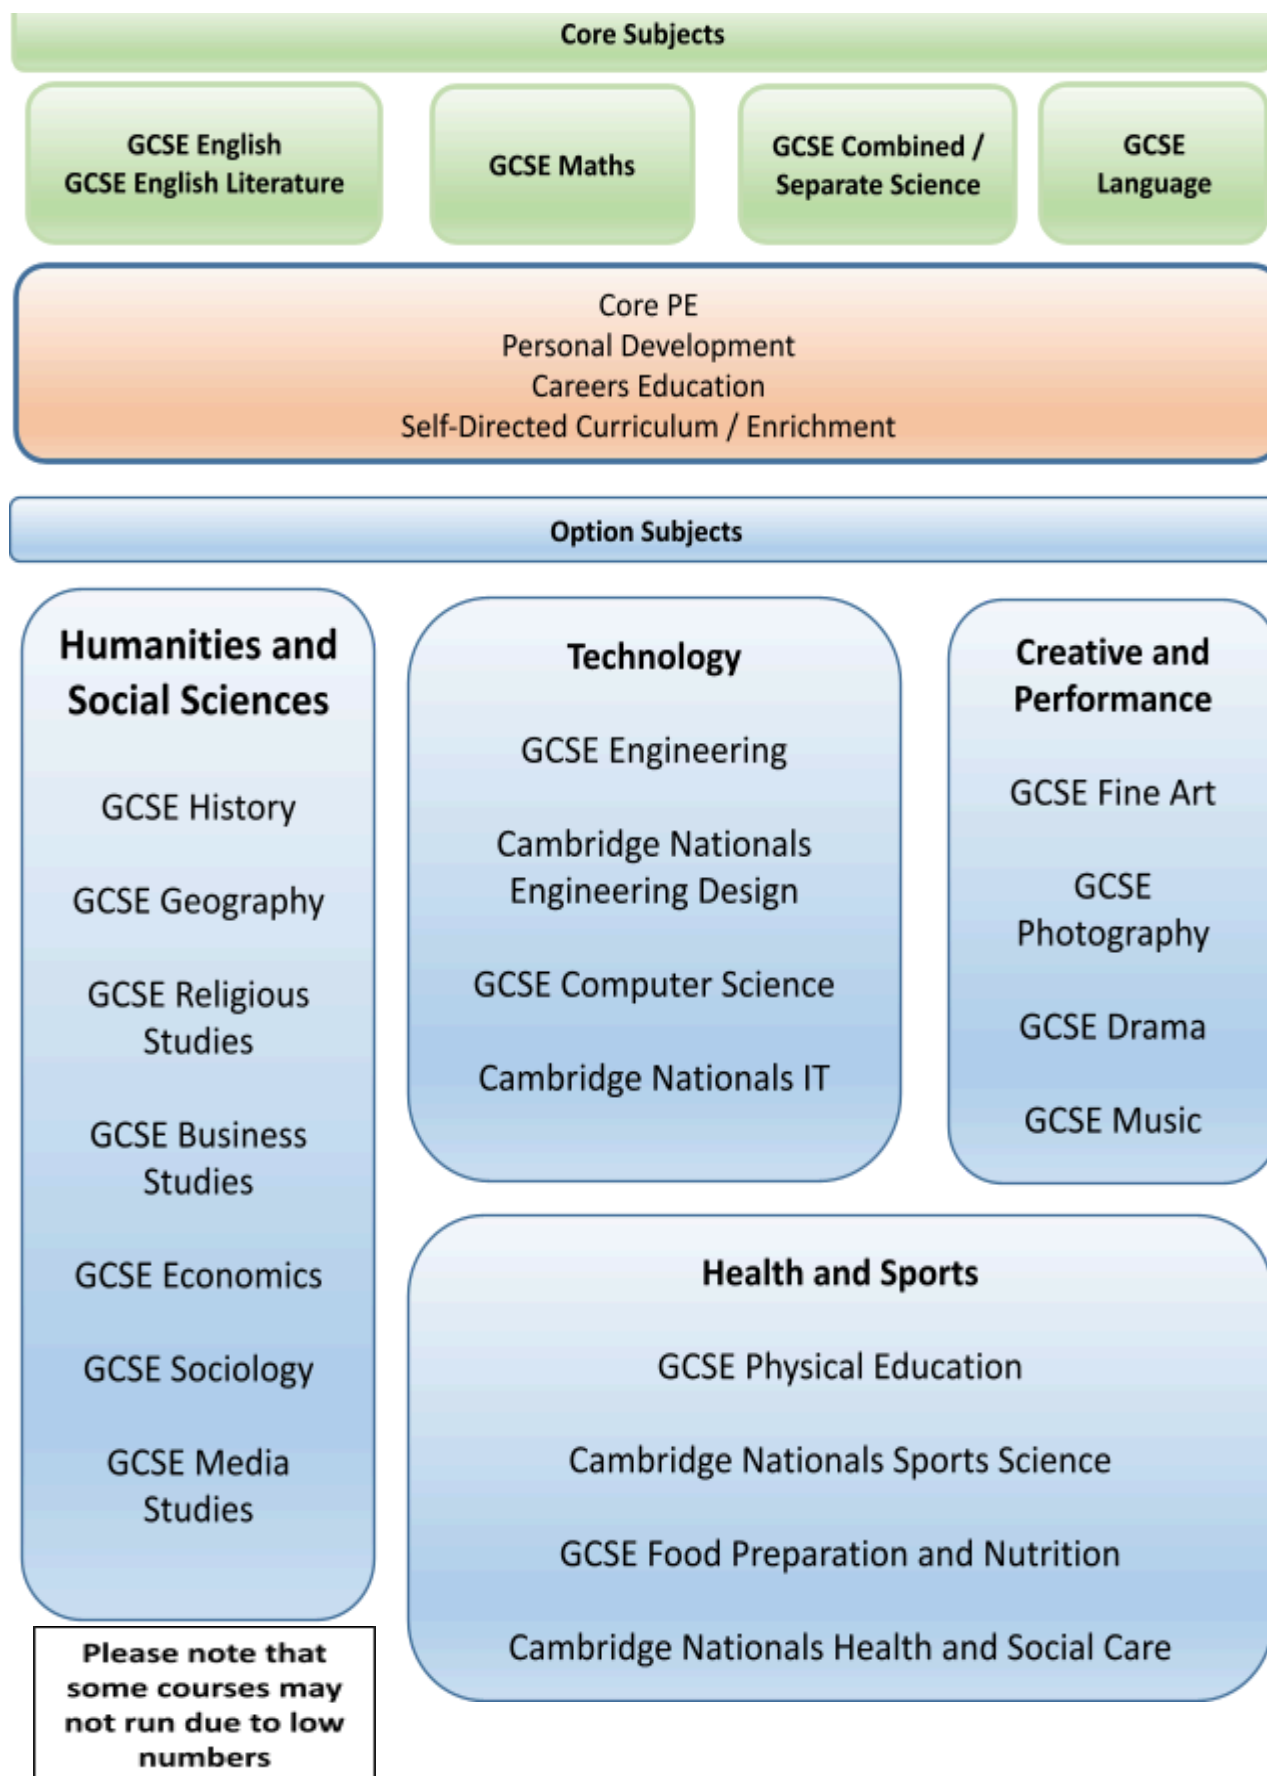 Core Subjects
GCSE English
GCSE English Literature
GCSE Maths
GCSE Combined /
Separate Science
GCSE
Language
Core PE
Personal Development
Careers Education
Self-Directed Curriculum / Enrichment
Option Subjects
Humanities and
Social Sciences
GCSE History
GCSE Geography
GCSE Religious
Studies
GCSE Business
Studies
GCSE Economics
GCSE Sociology
GCSE Media
Studies
Technology
GCSE Engineering
Cambridge Nationals
Engineering Design
GCSE Computer Science
Cambridge Nationals IT
Creative and
Performance
GCSE Fine Art
GCSE
Photography
GCSE Drama
GCSE Music
Health and Sports
GCSE Physical Education
Cambridge Nationals Sports Science
GCSE Food Preparation and Nutrition
Cambridge Nationals Health and Social Care
Please note that
some courses may
not run due to low
numbers